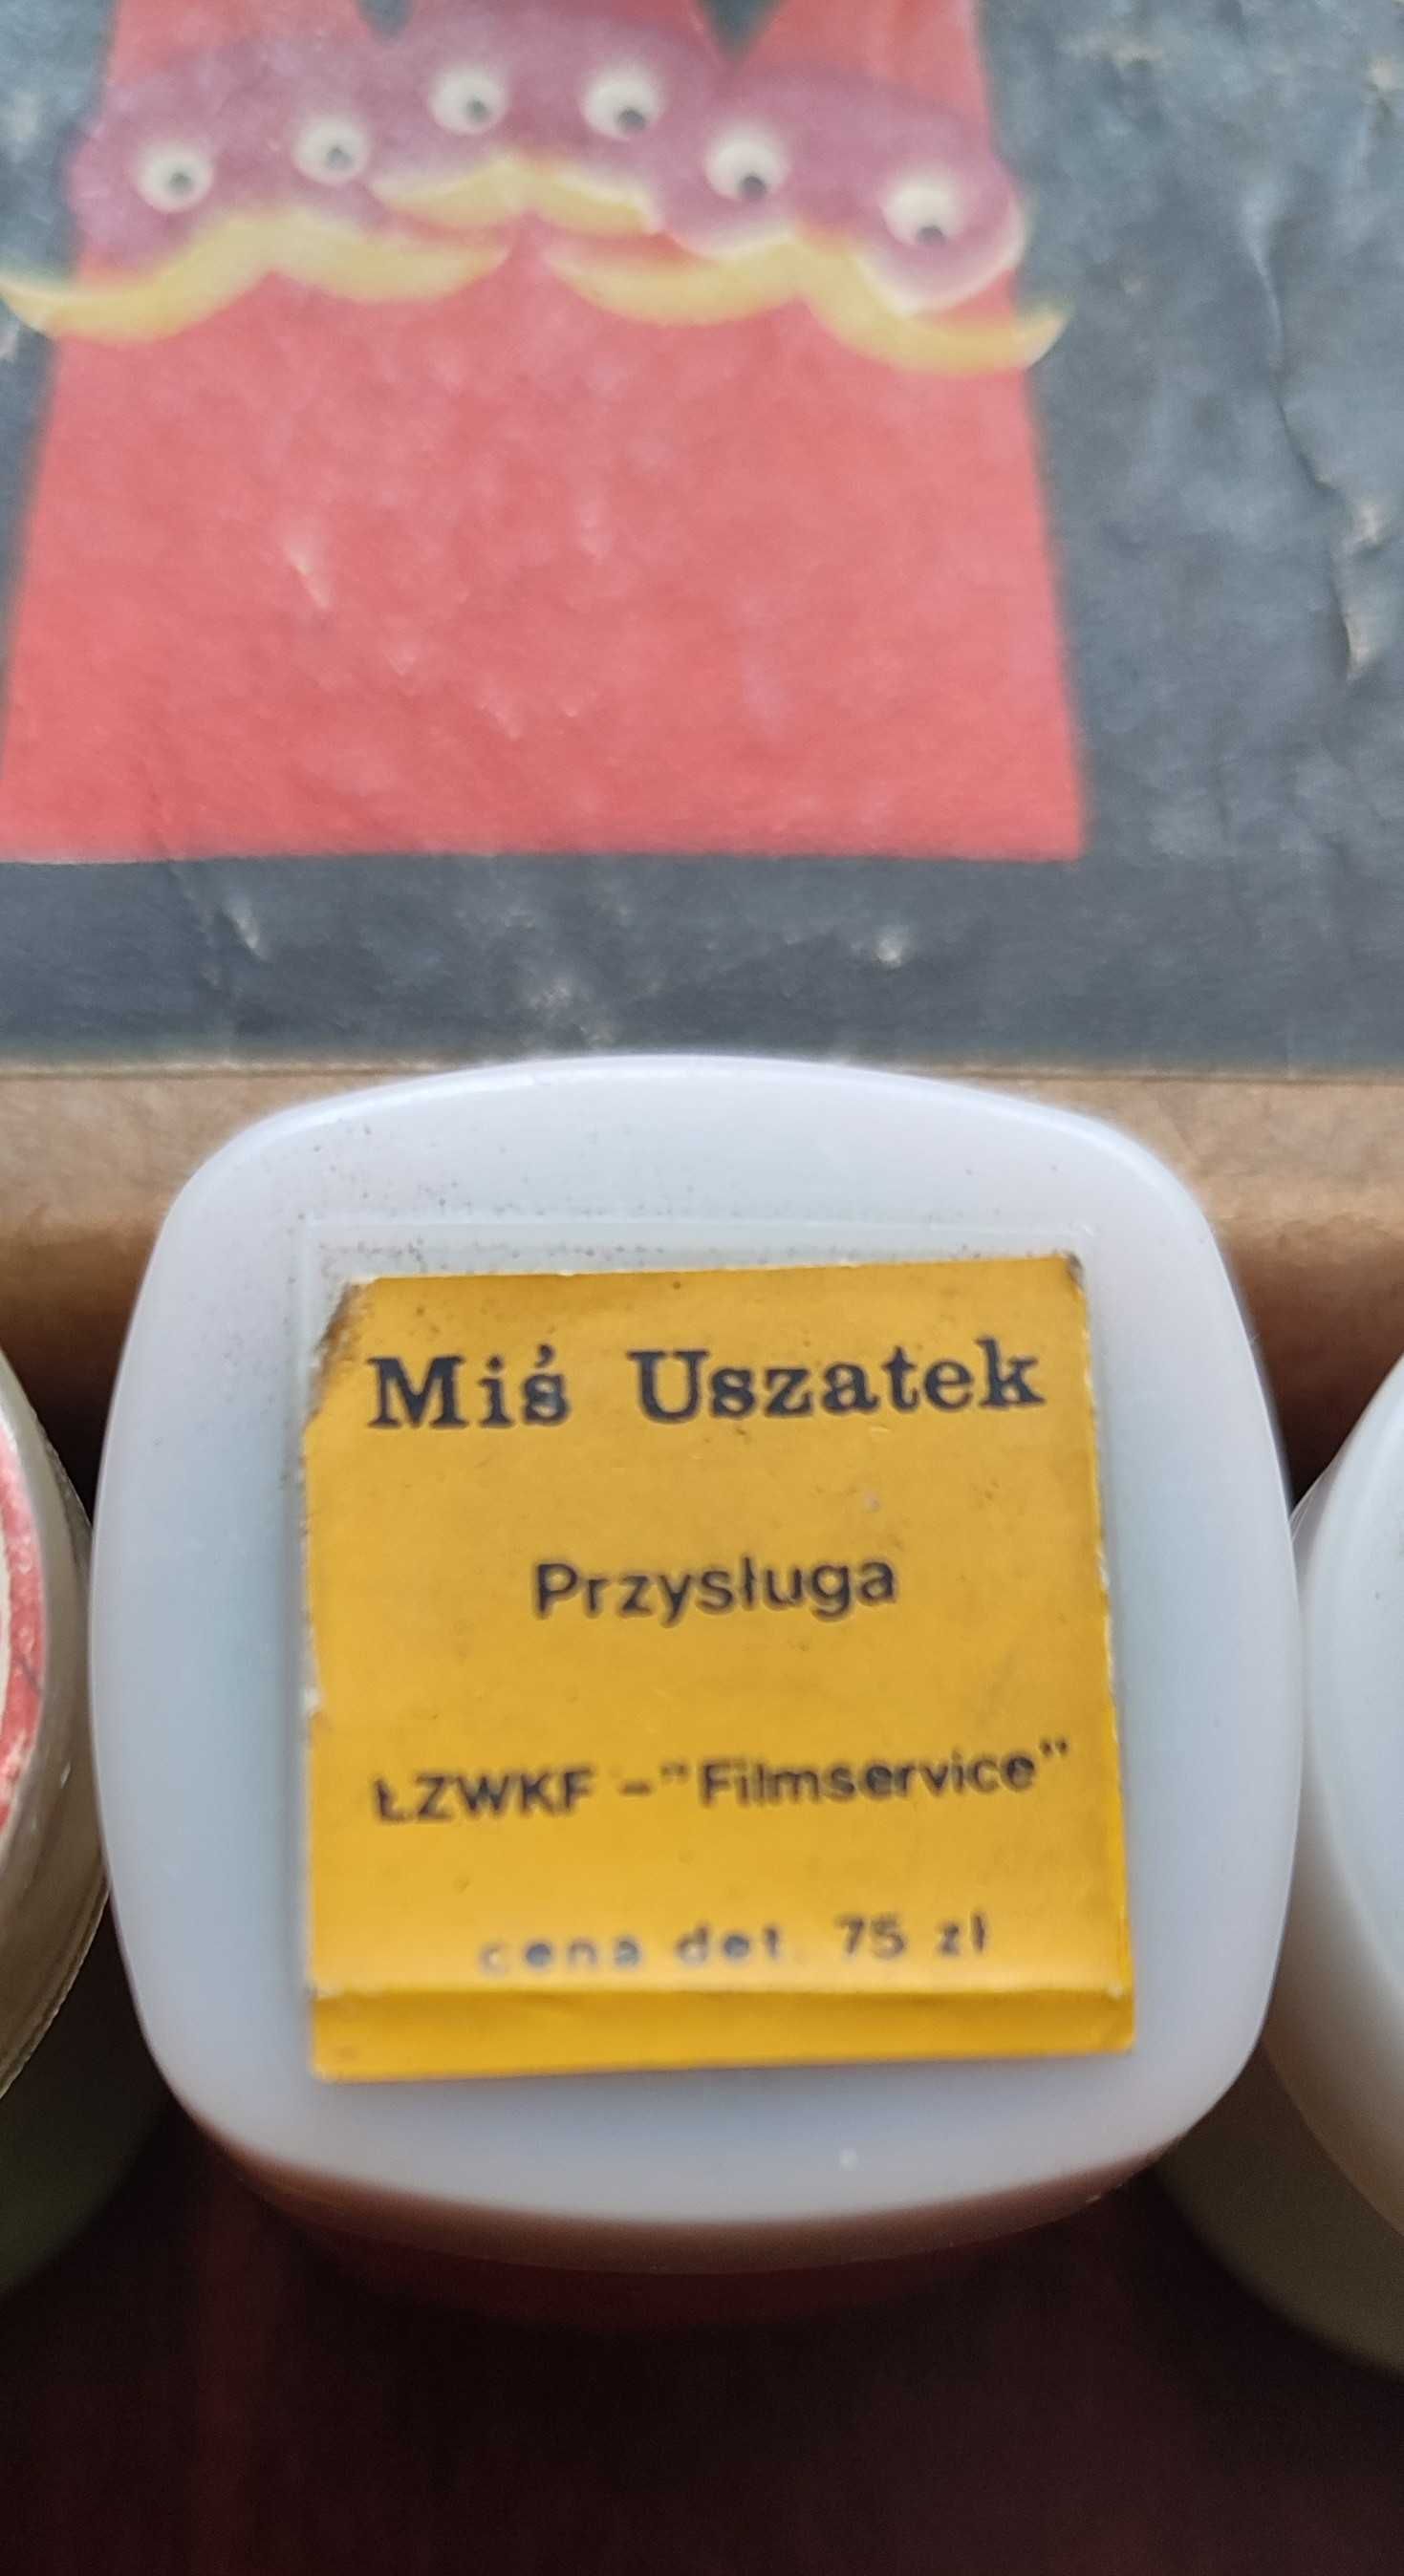 Miś Uszatek
Przysługa
ŁZWKF -"Filmservice"
cena det. 75 zł